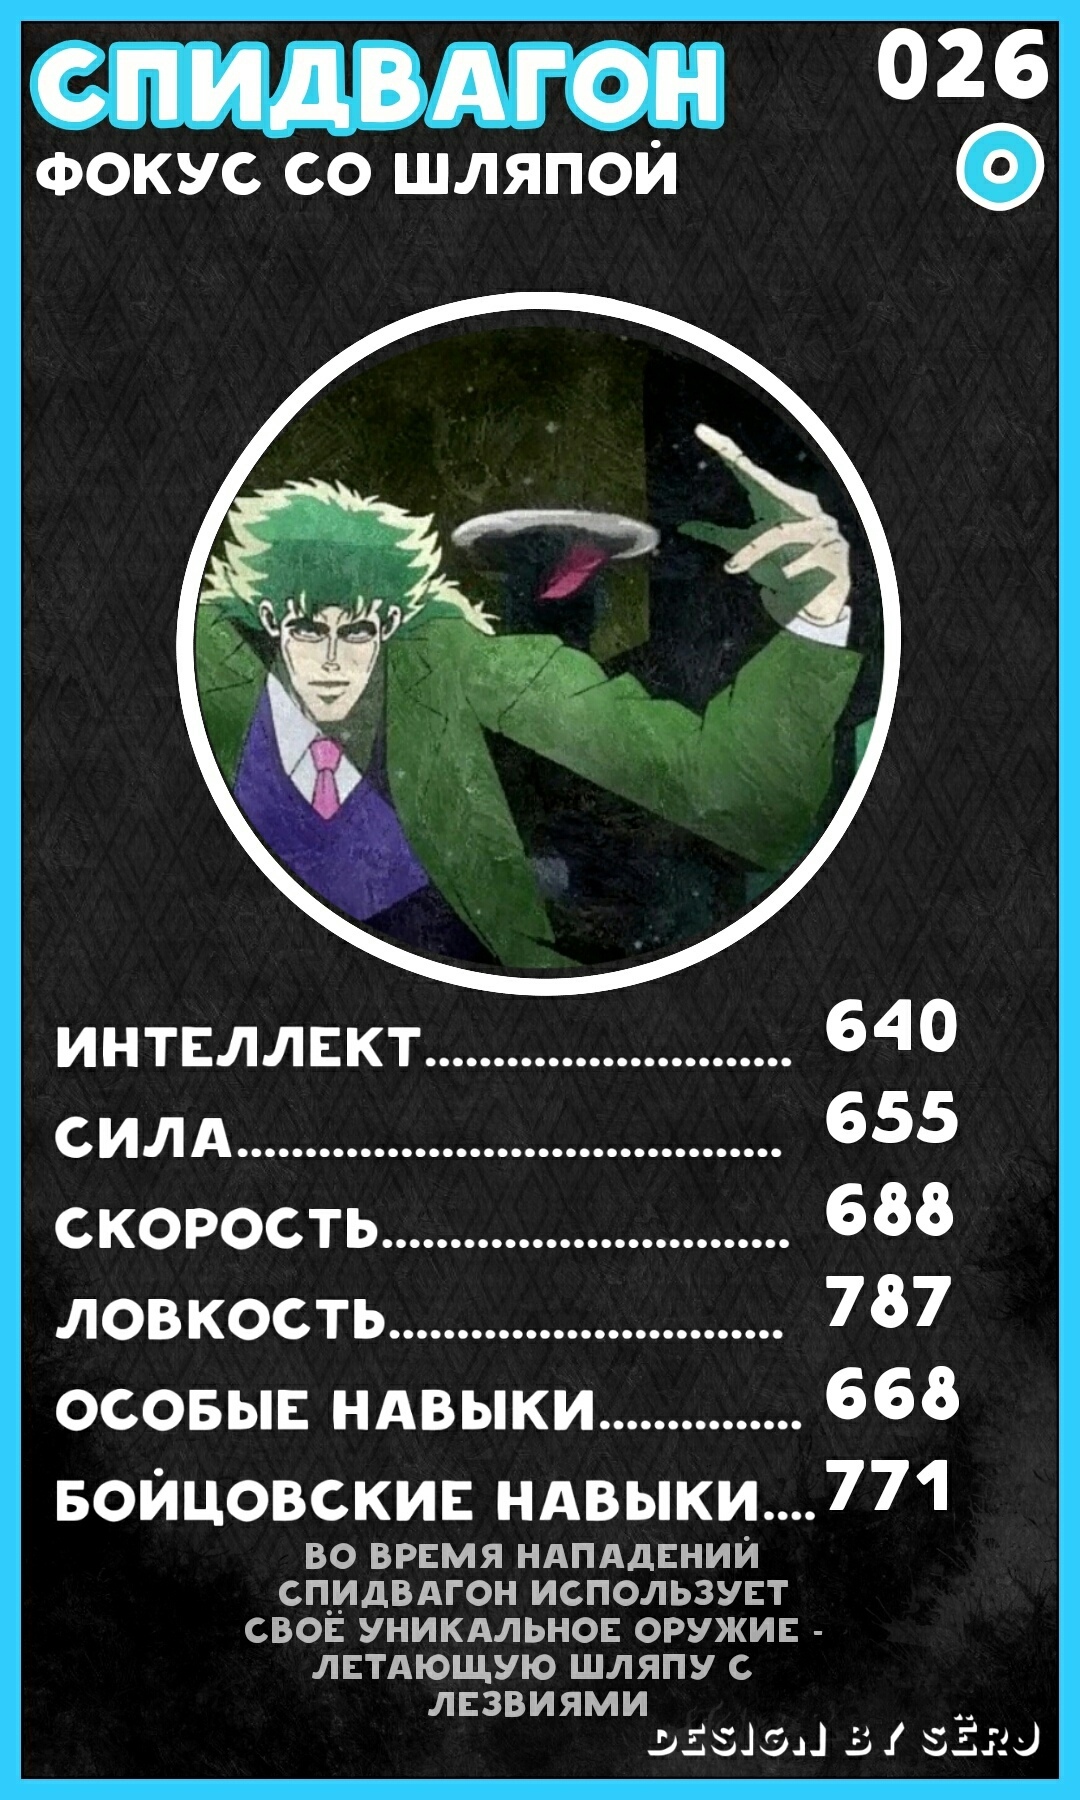 СПИДВАГОН
026
ФОКУС СО ШЛЯПОЙ
О
ИНТЕЛЛЕКТ........................... 640
СИЛА........................................ 655
СКОРОСТЬ.............................. 688
ЛОВКОСТЬ............................. 787
ОСОБЫЕ НАВЫКИ............... 668
БОЙЦОВСКИЕ НАВЫКИ.... 771
ВО ВРЕМЯ НАПАДЕНИЙ
СПИДВАГОН ИСПОЛЬЗУЕТ
СВОЁ УНИКАЛЬНОЕ ОРУЖИЕ -
ЛЕТАЮЩУЮ ШЛЯПУ С
ЛЕЗВИЯМИ
DESIGN BY SЁRJ